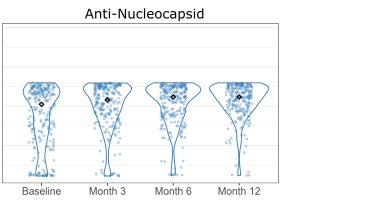 Anti-Nucleocapsid
Baseline Month 3 Month 6 Month 12